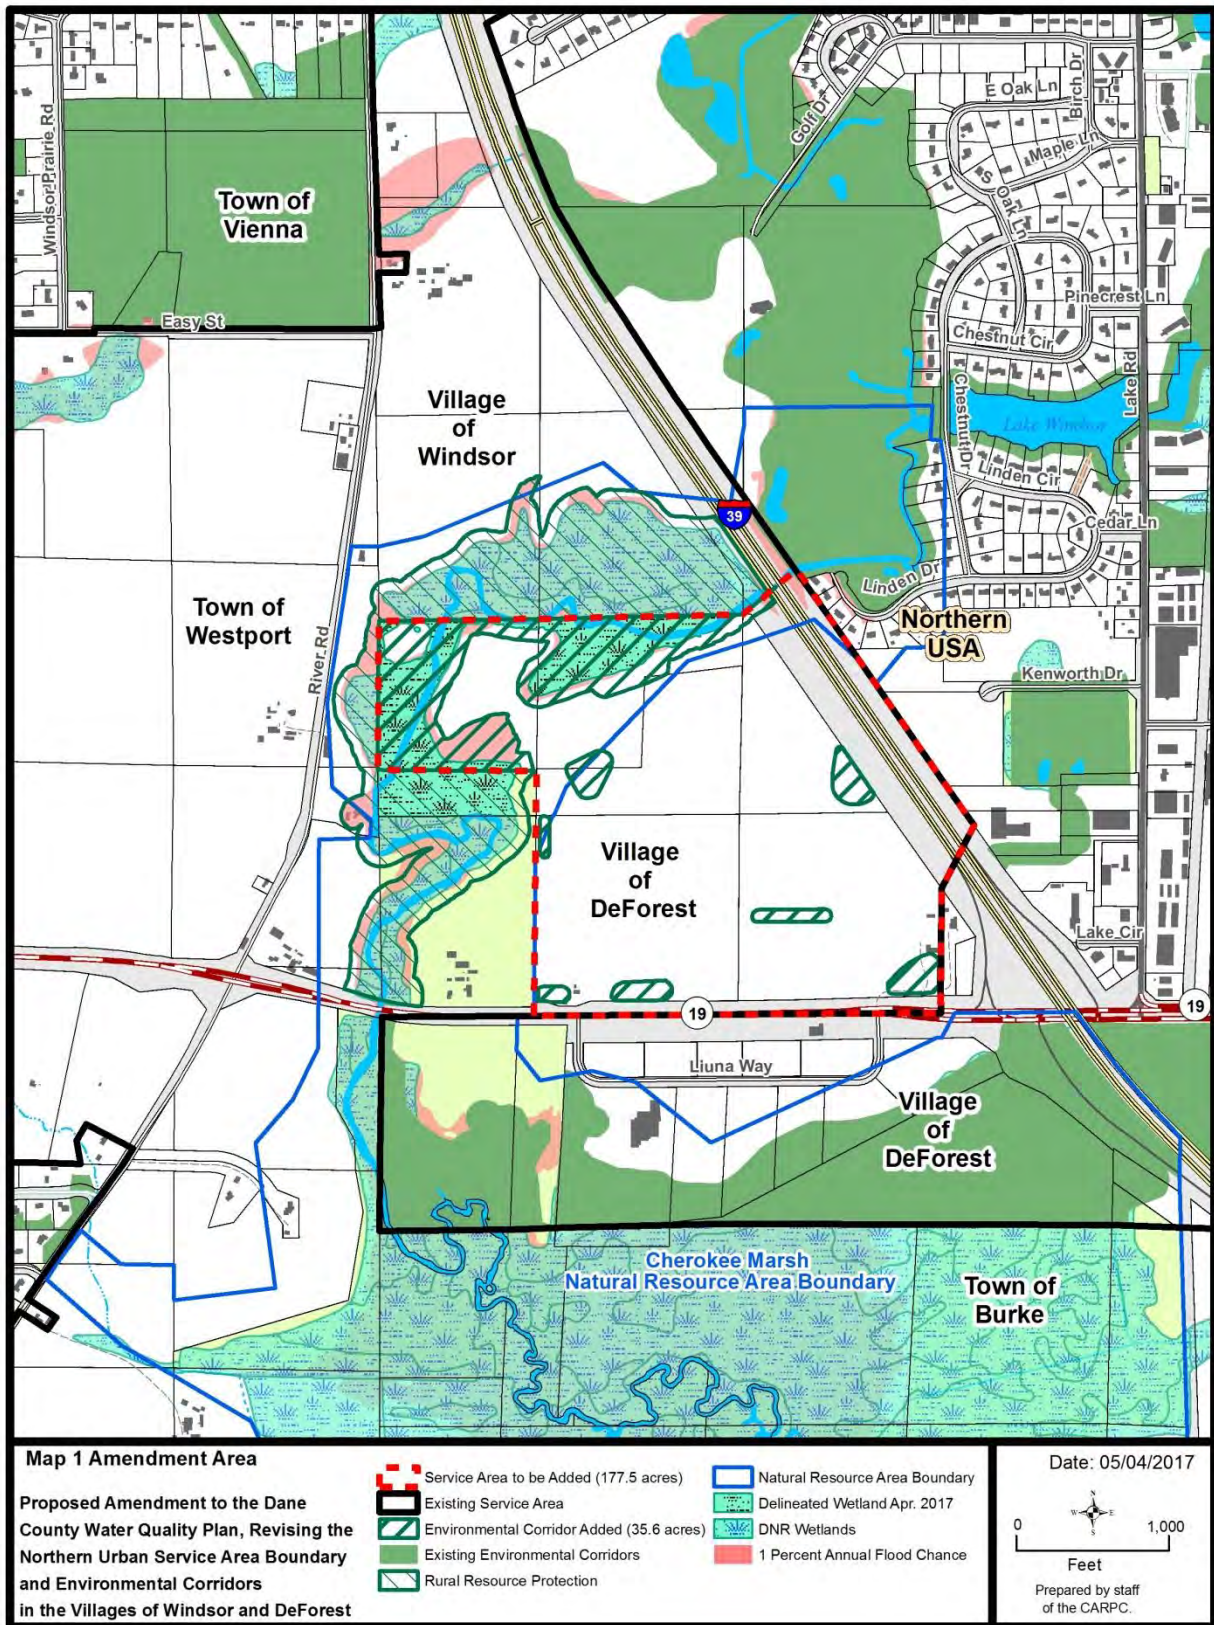 Windsor Prairie Rd
Town of
Vienna
Easy St
Golf Dr
E Oak Ln
Birch Dr
Maple Ln
S Oak Ln
Pinecrest Ln
Chestnut Cir
Lake Rd
Chestnut Dr
Lake Windsor
Linden Cir
Cedar Ln
Linden Dr
Village
of
Windsor
39
Town of
Westport
River Rd
Northern
USA
Kenworth Dr
Village
of
DeForest
Lake Cir
19
19
Liuna Way
Village
of
DeForest
Cherokee Marsh
Natural Resource Area Boundary
Town of
Burke
Map 1 Amendment Area
Proposed Amendment to the Dane
County Water Quality Plan, Revising the
Northern Urban Service Area Boundary
and Environmental Corridors
in the Villages of Windsor and DeForest
Service Area to be Added (177.5 acres)
Existing Service Area
Environmental Corridor Added (35.6 acres)
Existing Environmental Corridors
Rural Resource Protection
Natural Resource Area Boundary
Delineated Wetland Apr. 2017
DNR Wetlands
1 Percent Annual Flood Chance
Date: 05/04/2017
N
W E
S
0 1,000
Feet
Prepared by staff
of the CARPC.